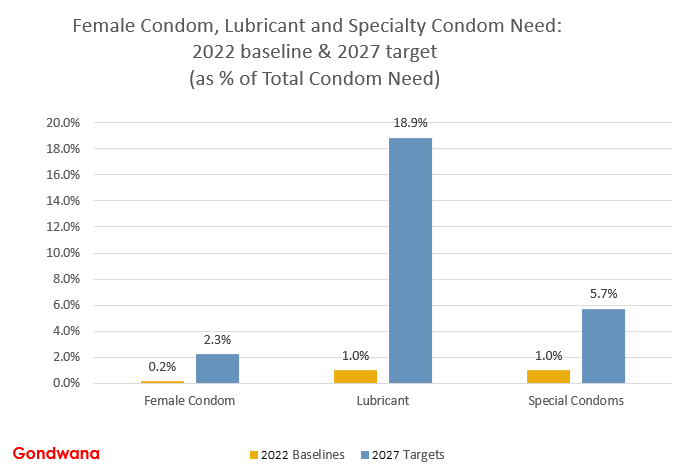 Female Condom, Lubricant and Specialty Condom Need:
2022 baseline & 2027 target
(as % of Total Condom Need)
20.0%
18.0%
16.0%
14.0%
12.0%
10.0%
8.0%
6.0%
4.0%
2.0%
0.0%
0.2%
2.3%
1.0%
18.9%
1.0%
5.7%
Female Condom
Lubricant
Special Condoms
Gondwana
2022 Baselines
2027 Targets